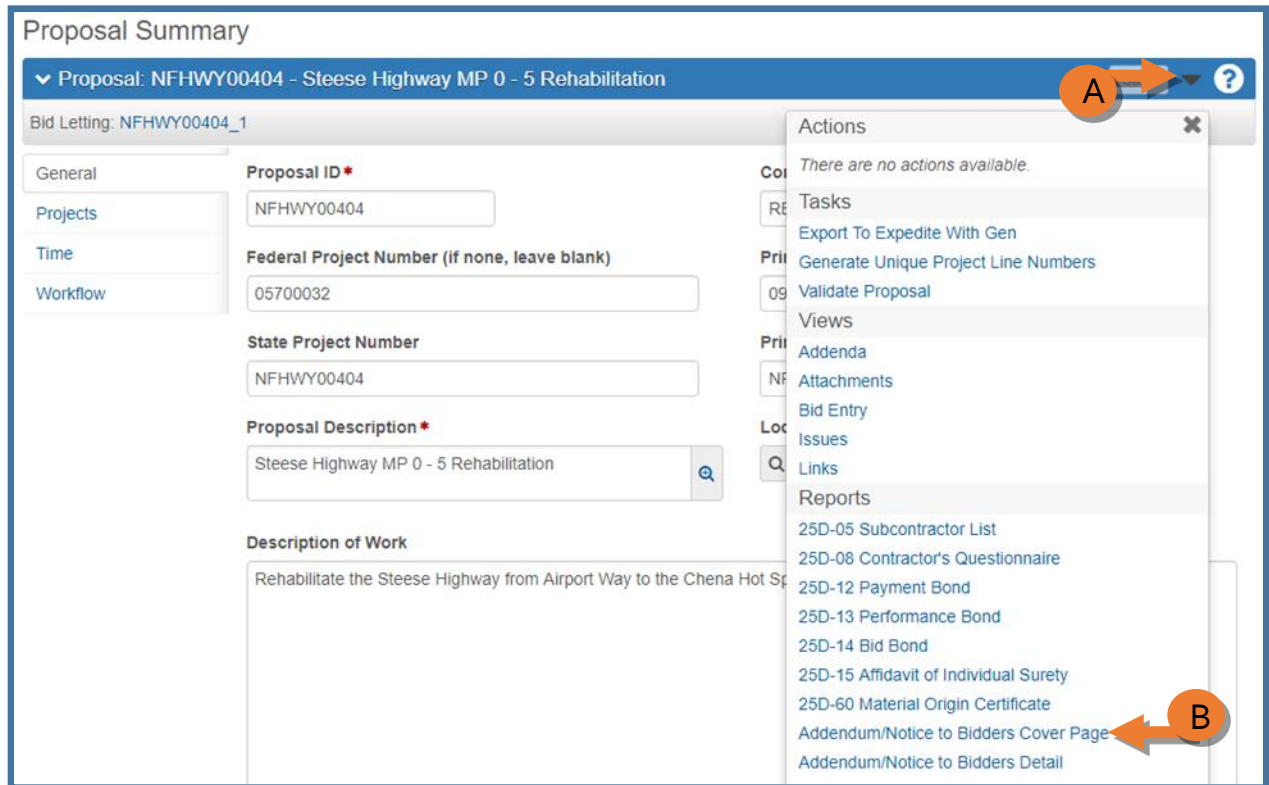 Proposal Summary
Proposal: NFHWY00404 - Steese Highway MP 0 - 5 Rehabilitation
A
?
Bid Letting: NFHWY00404_1
General
Projects
Time
Workflow
Proposal ID*
NFHWY00404
Federal Project Number (if none, leave blank)
05700032
State Project Number
NFHWY00404
Proposal Description*
Steese Highway MP 0 - 5 Rehabilitation
Description of Work
Rehabilitate the Steese Highway from Airport Way to the Chena Hot Sp
Actions
There are no actions available.
Tasks
Export To Expedite With Gen
Generate Unique Project Line Numbers
Validate Proposal
Views
Addenda
Attachments
Bid Entry
Issues
Links
Reports
25D-05 Subcontractor List
25D-08 Contractor's Questionnaire
25D-12 Payment Bond
25D-13 Performance Bond
25D-14 Bid Bond
25D-15 Affidavit of Individual Surety
25D-60 Material Origin Certificate
Addendum/Notice to Bidders Cover Page
B
Addendum/Notice to Bidders Detail